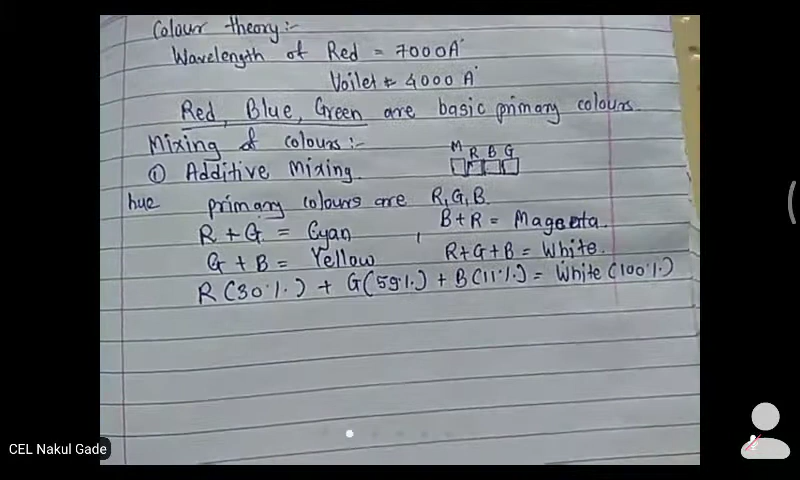 Colour theory:-
Wavelength of Red = 7000A°
Voilet = 4000 A°
Red, Blue, Green are basic primary colours.
Mixing of colours:-
① Additive Mixing
M R B G
hue primary colours are R,G,B.
R + G = Cyan , B+R = Magenta.
G + B = Yellow R+G+B = White.
R (30%) + G(59%) + B(11%) = White (100%)
CEL Nakul Gade